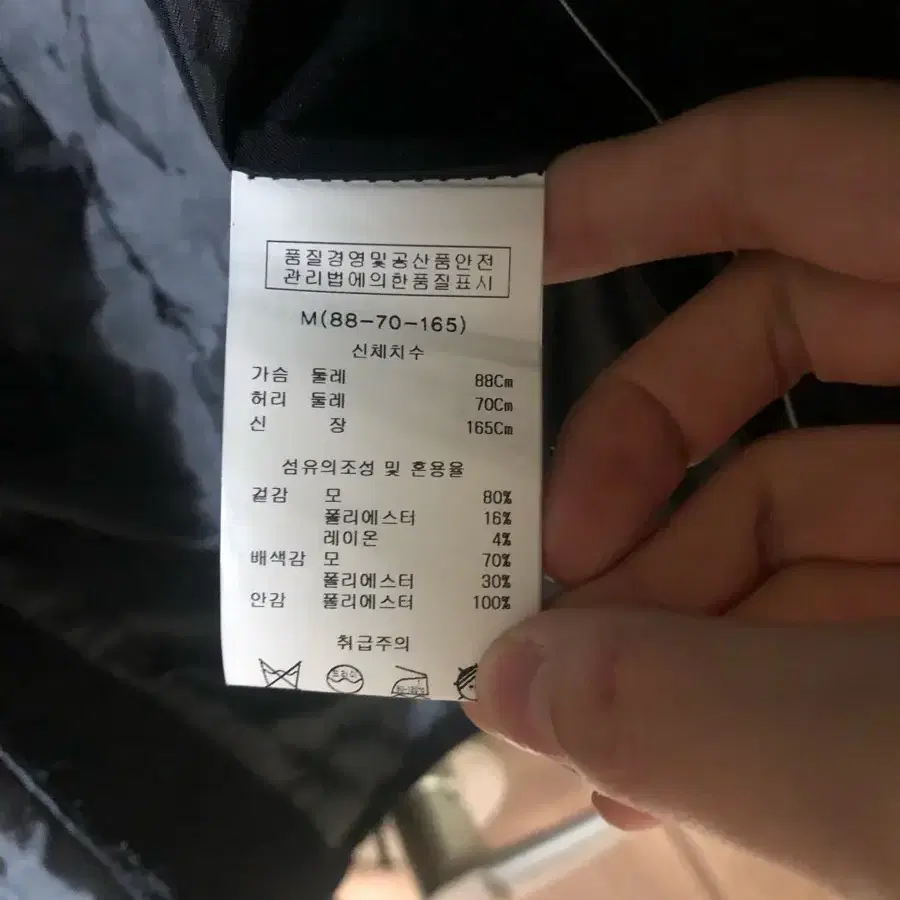 품질경영및공산품안전
관리법에의한품질표시
M(88-70-165)
신체치수
가슴 둘레 88Cm
허리 둘레 70Cm
신 장 165Cm
섬유의조성 및 혼용율
겉감 모 80%
폴리에스터 16%
레이온 4%
배색감 모 70%
폴리에스터 30%
안감 폴리에스터 100%
취급주의